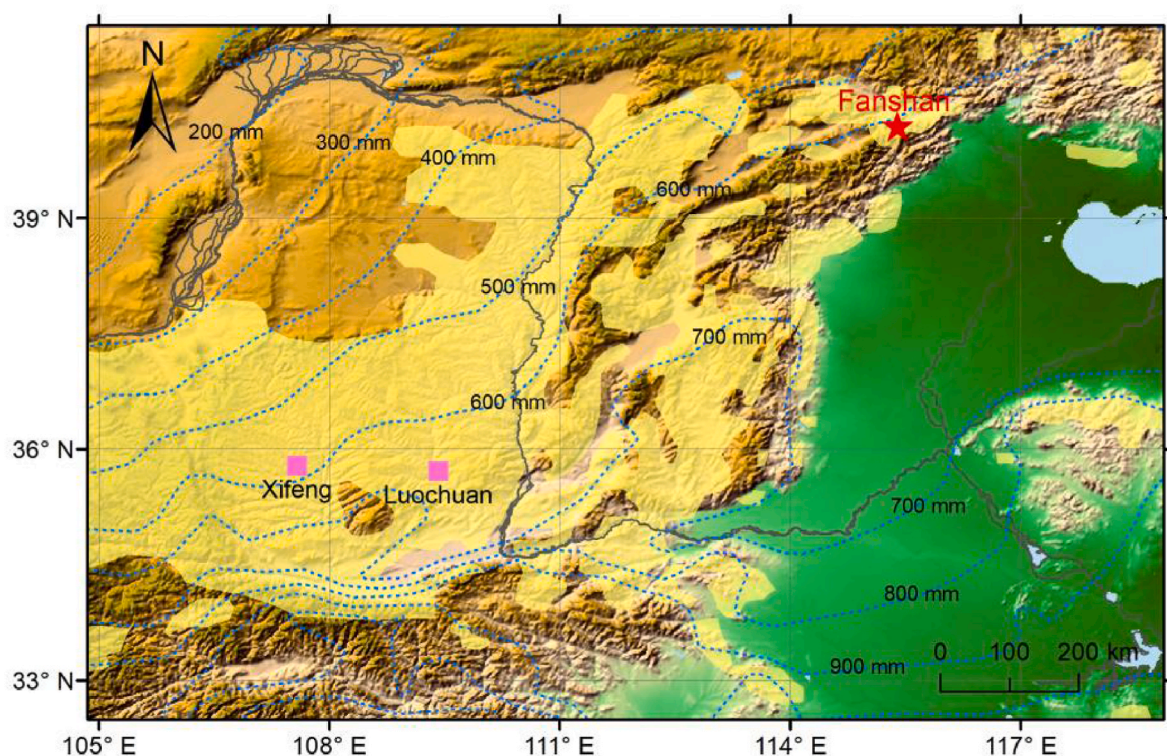 N
Fanshan
200 mm
300 mm
400 mm
600 mm
39° N
500 mm
700 mm
600 mm
36° N
Xifeng
Luochuan
700 mm
800 mm
900 mm
0 100 200 km
33° N
105° E 108° E 111° E 114° E 117° E